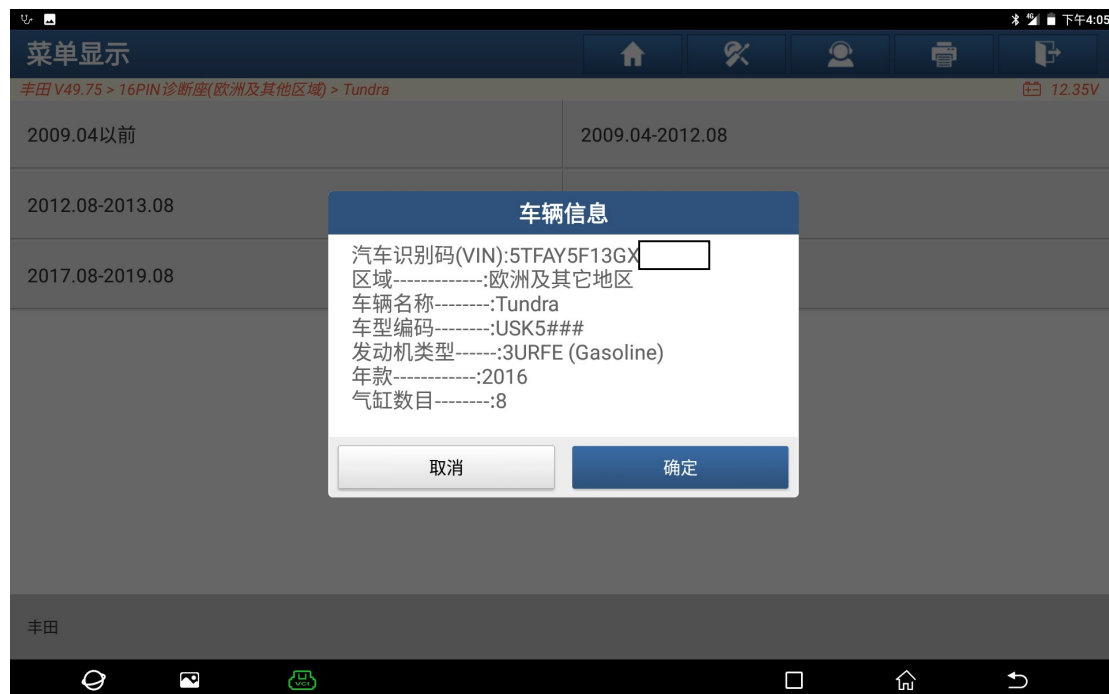 下午4:05
菜单显示
丰田 V49.75 > 16PIN诊断座(欧洲及其他区域) > Tundra
12.35V
2009.04以前
2009.04-2012.08
2012.08-2013.08
2017.08-2019.08
车辆信息
汽车识别码(VIN):5TFAY5F13GX
区域-------------:欧洲及其它地区
车辆名称--------:Tundra
车型编码--------:USK5###
发动机类型------:3URFE (Gasoline)
年款------------:2016
气缸数目--------:8
取消
确定
丰田
VCI